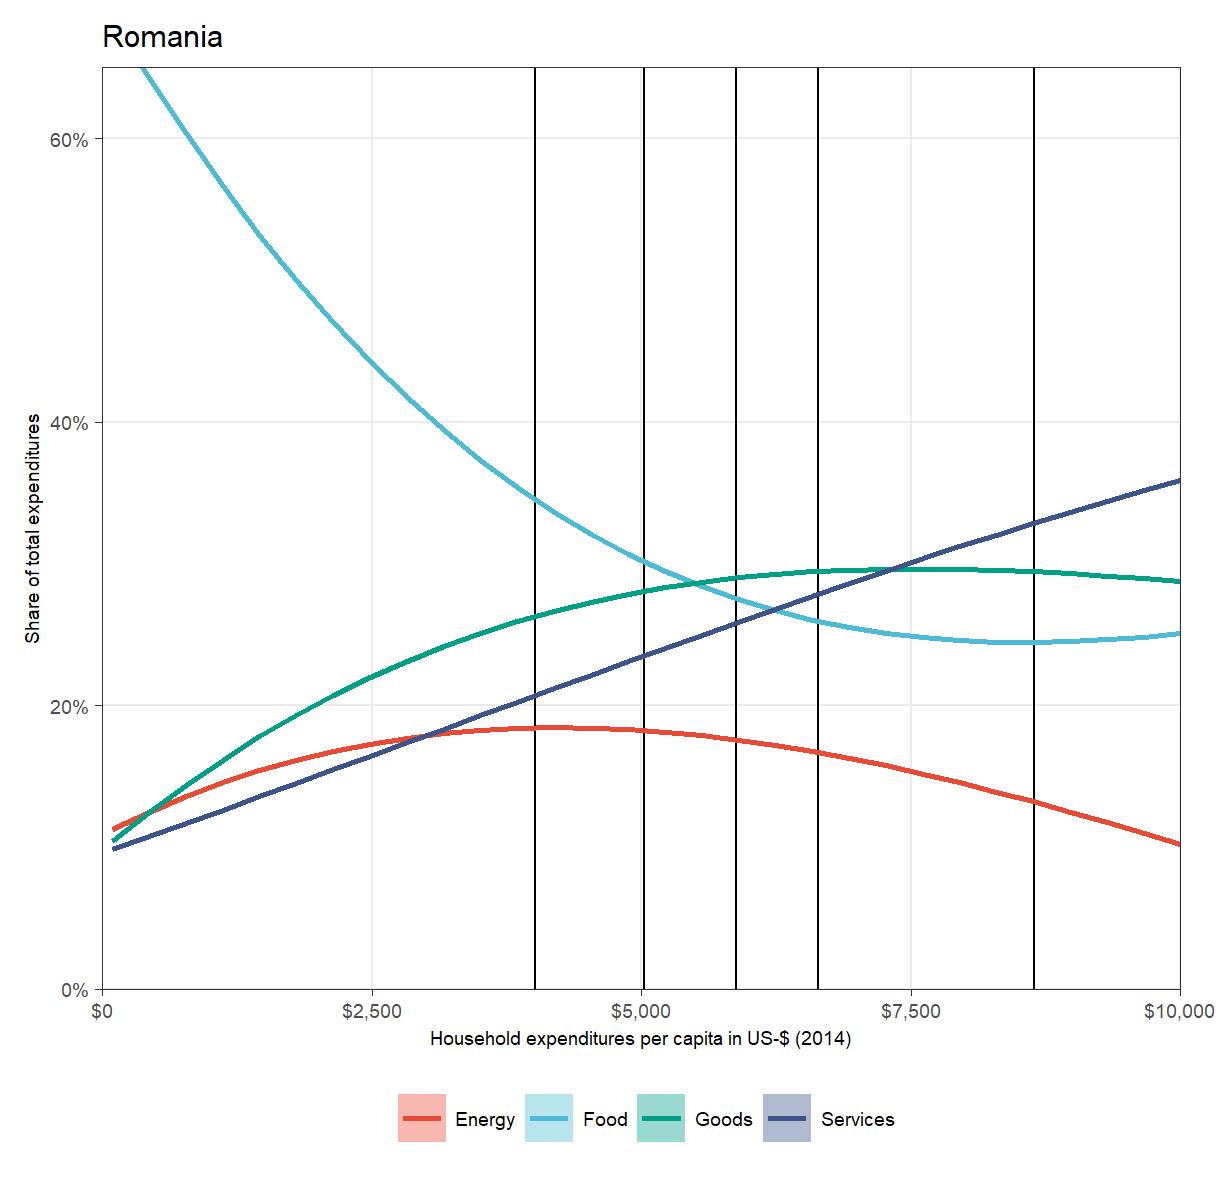 Romania
60%
40%
20%
0%
Share of total expenditures
$0 $2,500 $5,000 $7,500 $10,000
Household expenditures per capita in US-$ (2014)
Energy Food Goods Services